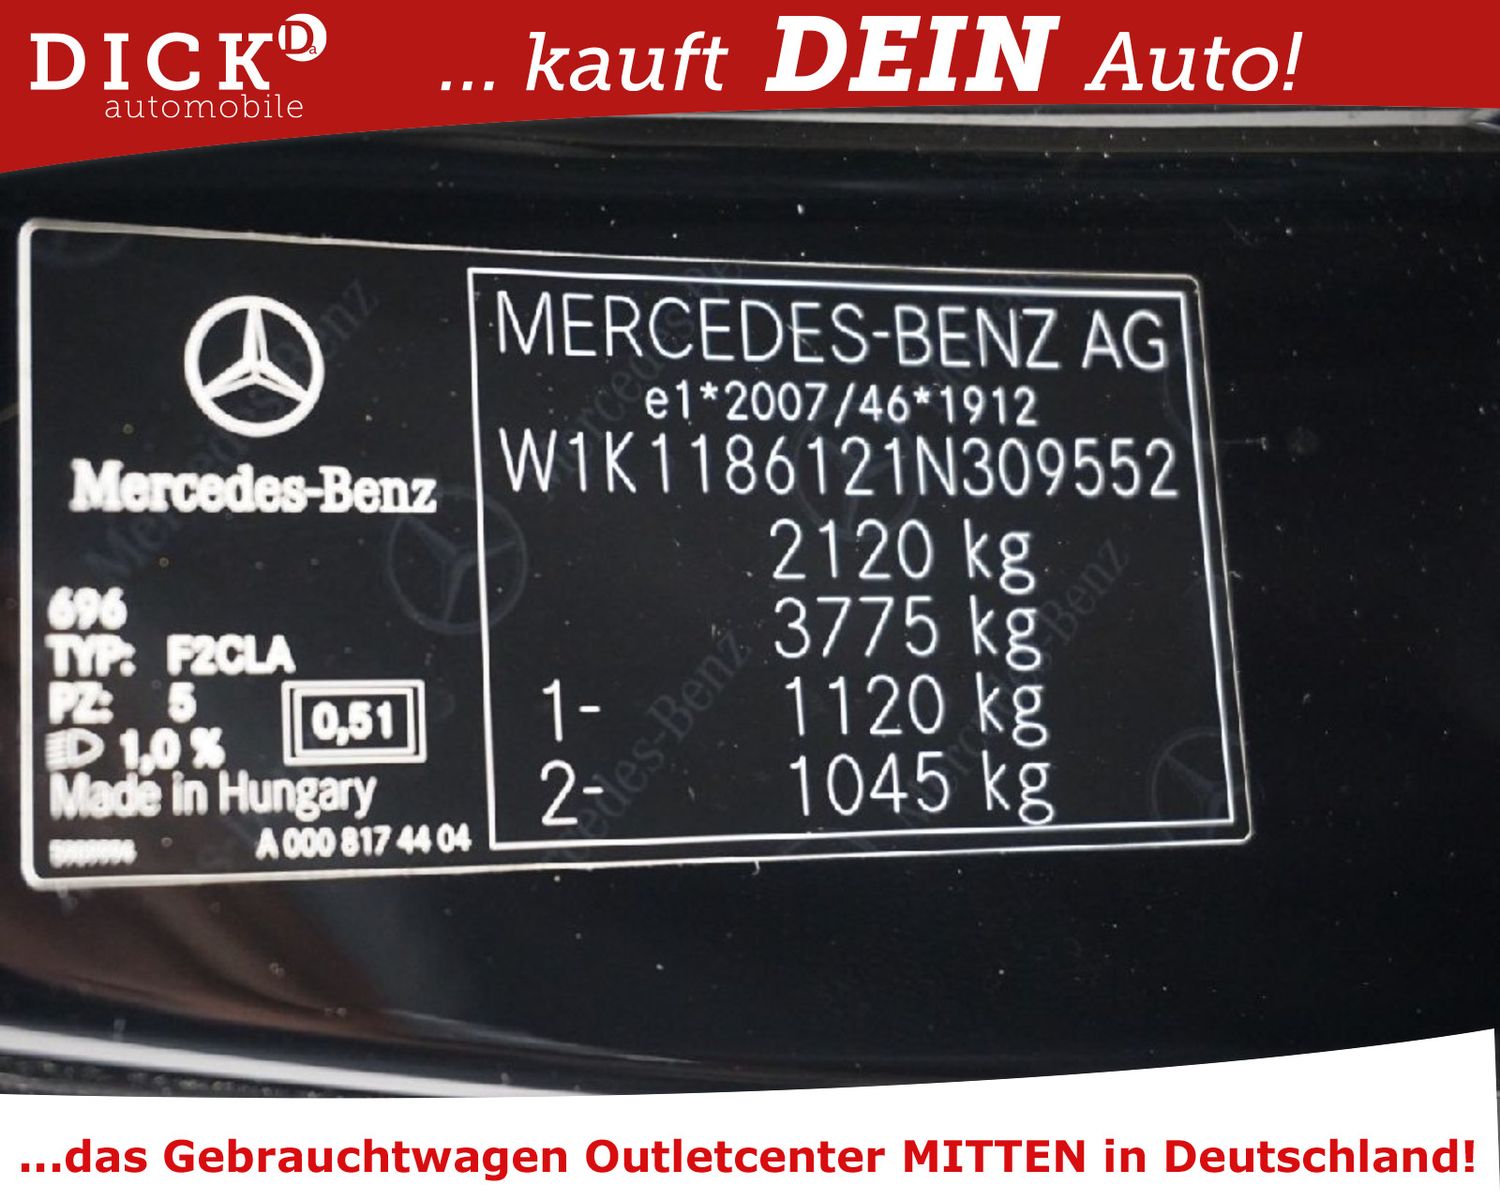 DICK Da
automobile
... kauft DEIN Auto!
Mercedes-Benz
696
TYP: F2CLA
PZ: 5
1,0 %
0,51
Made in Hungary
A 000 817 44 04
MERCEDES-BENZ AG
e1*2007/46*1912
W1K1186121N309552
2120 kg
3775 kg
1- 1120 kg
2- 1045 kg
...das Gebrauchtwagen Outletcenter MITTEN in Deutschland!